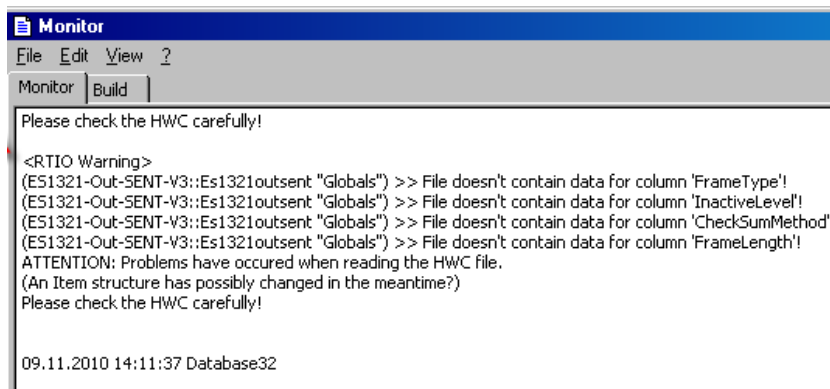 Monitor
File Edit View ?
Monitor Build
Please check the HWC carefully!
<RTIO Warning>
(ES1321-Out-SENT-V3::Es1321outsent "Globals") >> File doesn't contain data for column 'FrameType'!
(ES1321-Out-SENT-V3::Es1321outsent "Globals") >> File doesn't contain data for column 'InactiveLevel'!
(ES1321-Out-SENT-V3::Es1321outsent "Globals") >> File doesn't contain data for column 'CheckSumMethod'
(ES1321-Out-SENT-V3::Es1321outsent "Globals") >> File doesn't contain data for column 'FrameLength'!
ATTENTION: Problems have occured when reading the HWC file.
(An Item structure has possibly changed in the meantime?)
Please check the HWC carefully!
09.11.2010 14:11:37 Database32